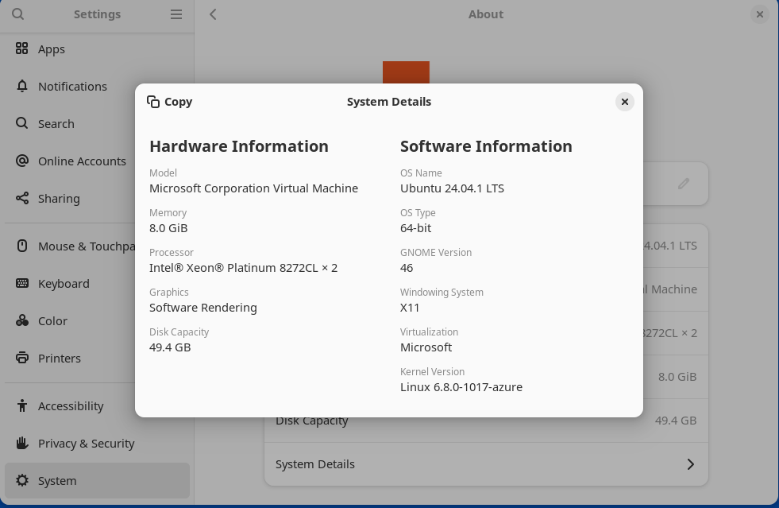 Settings
About
Apps
Notifications
Search
Online Accounts
Sharing
Mouse & Touchpa
Keyboard
Color
Printers
Accessibility
Privacy & Security
System
Copy
System Details
Hardware Information
Model
Microsoft Corporation Virtual Machine
Memory
8.0 GiB
Processor
Intel® Xeon® Platinum 8272CL × 2
Graphics
Software Rendering
Disk Capacity
49.4 GB
Software Information
OS Name
Ubuntu 24.04.1 LTS
OS Type
64-bit
GNOME Version
46
Windowing System
X11
Virtualization
Microsoft
Kernel Version
Linux 6.8.0-1017-azure
4.04.1 LTS
l Machine
8272CL × 2
8.0 GiB
Disk Capacity 49.4 GB
System Details